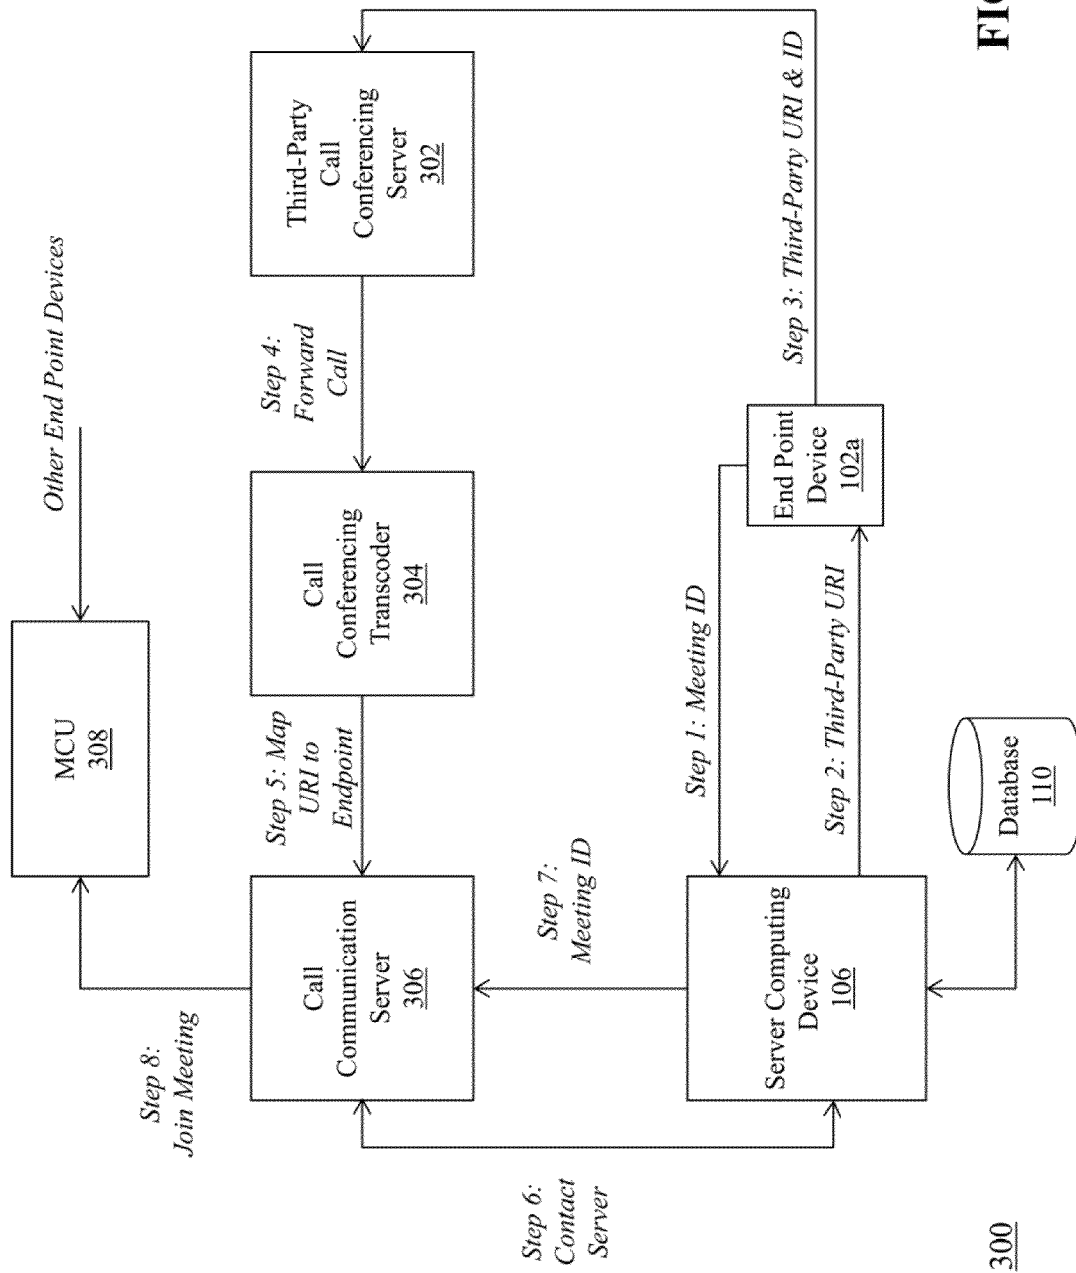 300
FIG
Step 6:
Contact
Server
Step 8:
Join Meeting
Call
Communication
Server
306
Step 7:
Meeting ID
Server Computing
Device
106
MCU
308
Other End Point Devices
Step 5: Map
URI to
Endpoint
Call
Conferencing
Transcoder
304
Step 4:
Forward
Call
Third-Party
Call
Conferencing
Server
302
Step 1: Meeting ID
Step 2: Third-Party URI
Database
110
End Point
Device
102a
Step 3: Third-Party URI & ID